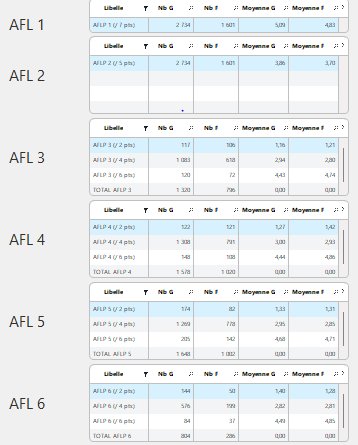 Libelle Nb G Nb F Moyenne G Moyenne F
AFL 1
AFLP 1 (/ 7 pts) 2 734 1 601 5,09 4,83
Libelle Nb G Nb F Moyenne G Moyenne F
AFLP 2 (/ 5 pts) 2 734 1 601 3,86 3,70
AFL 2
Libelle Nb G Nb F Moyenne G Moyenne F
AFLP 3 (/ 2 pts) 117 106 1,16 1,21
AFL 3
AFLP 3 (/ 4 pts) 1 083 618 2,94 2,80
AFLP 3 (/ 6 pts) 120 72 4,43 4,74
TOTAL AFLP 3 1 320 796 0,00 0,00
Libelle Nb G Nb F Moyenne G Moyenne F
AFLP 4 (/ 2 pts) 122 121 1,27 1,42
AFL 4
AFLP 4 (/ 4 pts) 1 308 791 3,00 2,93
AFLP 4 (/ 6 pts) 148 108 4,44 4,86
TOTAL AFLP 4 1 578 1 020 0,00 0,00
Libelle Nb G Nb F Moyenne G Moyenne F
AFLP 5 (/ 2 pts) 174 82 1,33 1,31
AFL 5
AFLP 5 (/ 4 pts) 1 269 778 2,95 2,85
AFLP 5 (/ 6 pts) 205 142 4,68 4,71
TOTAL AFLP 5 1 648 1 002 0,00 0,00
Libelle Nb G Nb F Moyenne G Moyenne F
AFLP 6 (/ 2 pts) 144 50 1,40 1,28
AFL 6
AFLP 6 (/ 4 pts) 576 199 2,82 2,81
AFLP 6 (/ 6 pts) 84 37 4,49 4,85
TOTAL AFLP 6 804 286 0,00 0,00